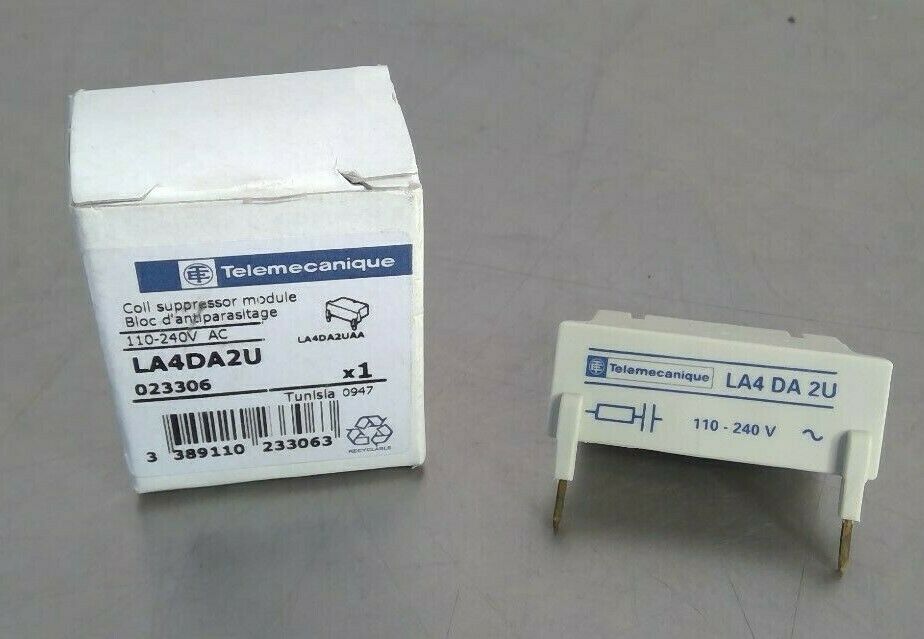 Telemecanique
Coil suppressor module
Bloc d'antiparasitage
110-240V AC
LA4DA2UAA
LA4DA2U
023306
x1
Tunisia 0947
3 389110 233063
RECYCLABLE
Telemecanique LA4 DA 2U
110 - 240 V ~